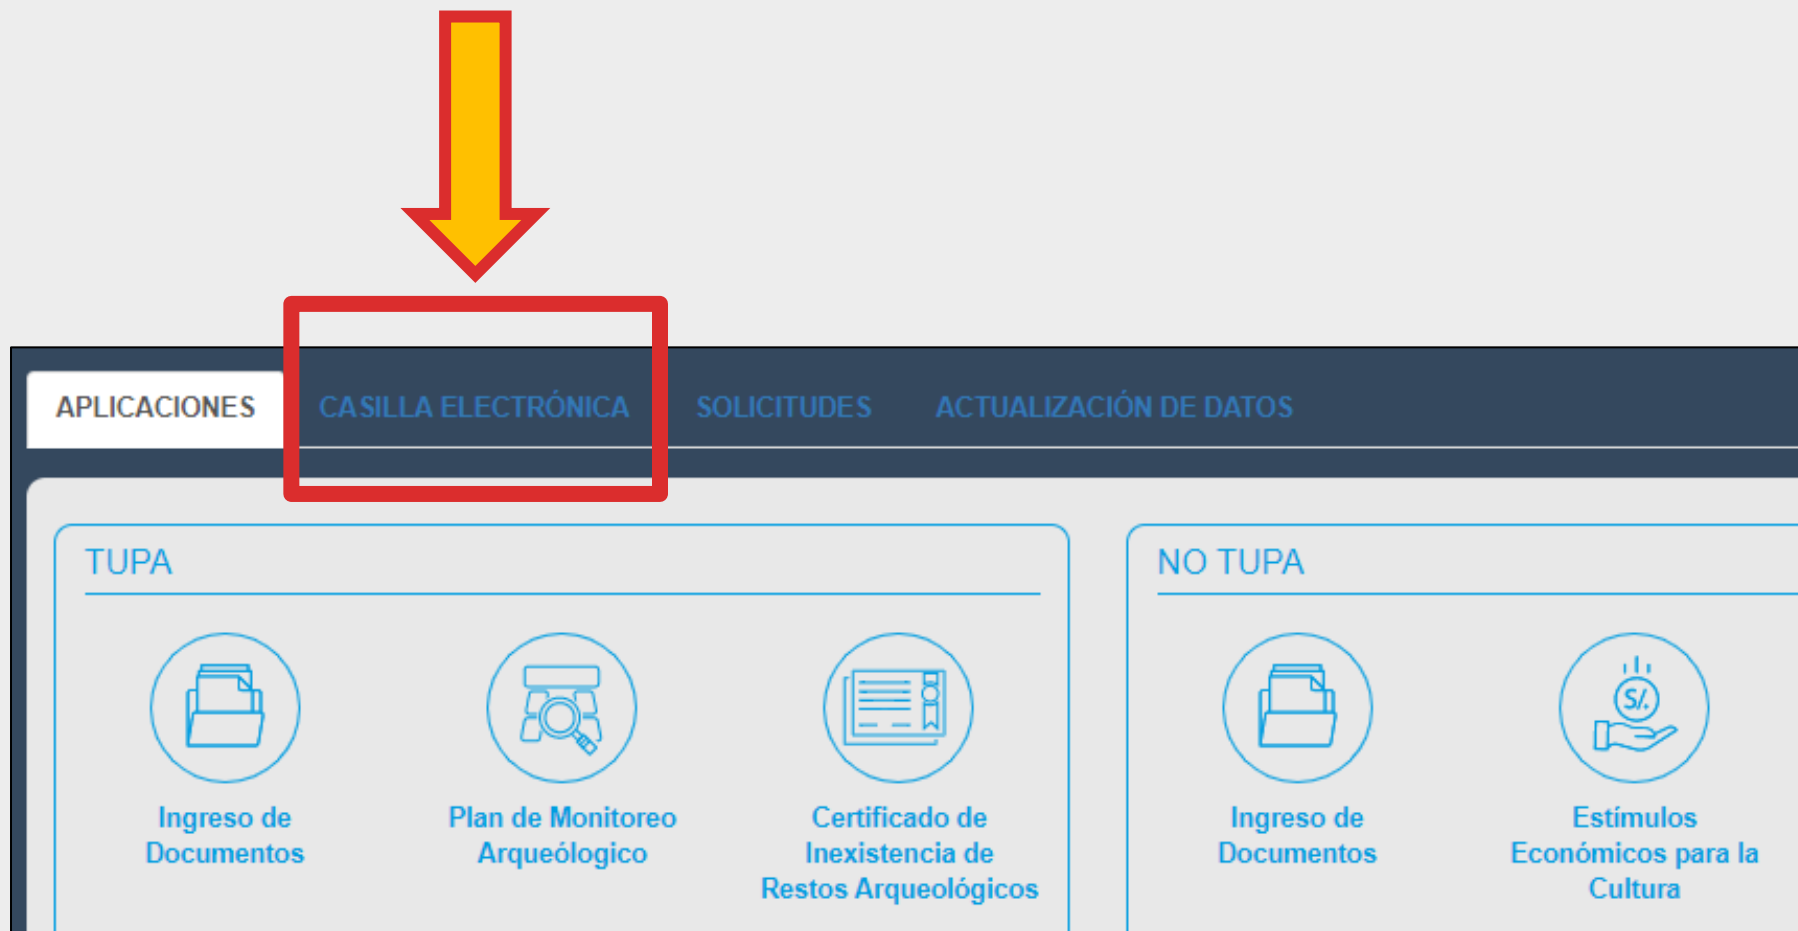 APLICACIONES CASILLA ELECTRÓNICA SOLICITUDES ACTUALIZACIÓN DE DATOS
TUPA
Ingreso de
Documentos
Plan de Monitoreo
Arqueólogico
Certificado de
Inexistencia de
Restos Arqueológicos
NO TUPA
Ingreso de
Documentos
S/.
Estímulos
Económicos para la
Cultura